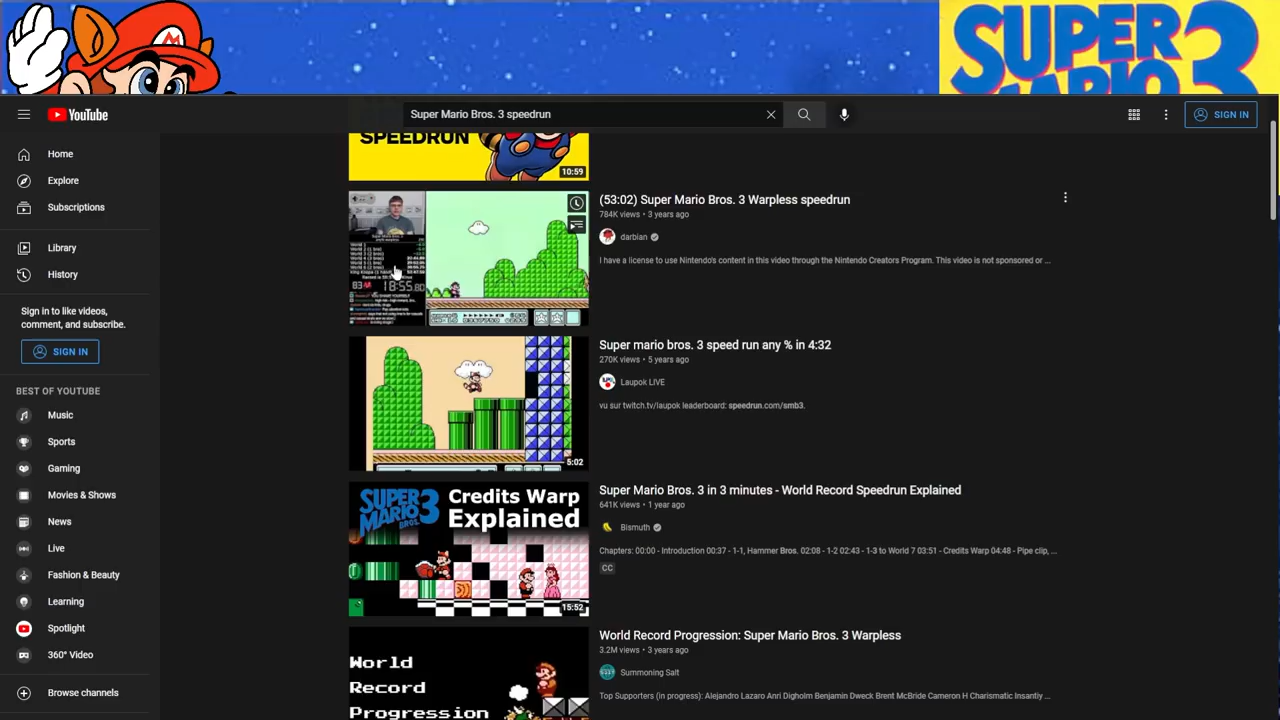 SUPER
MARIO 3
M
YouTube
Super Mario Bros. 3 speedrun
SIGN IN
Home
Explore
Subscriptions
Library
History
Sign in to like videos,
comment, and subscribe.
SIGN IN
BEST OF YOUTUBE
Music
Sports
Gaming
Movies & Shows
News
Live
Fashion & Beauty
Learning
Spotlight
360° Video
Browse channels
SPEEDRUN
10:59
18:55.80
(53:02) Super Mario Bros. 3 Warpless speedrun
784K views • 3 years ago
darbian
I have a license to use Nintendo's content in this video through the Nintendo Creators Program. This video is not sponsored or ...
5:02
Super mario bros. 3 speed run any % in 4:32
270K views • 5 years ago
Laupok LIVE
vu sur twitch.tv/laupok leaderboard: speedrun.com/smb3.
SUPER
MARIO BROS. 3
Credits Warp
Explained
15:52
Super Mario Bros. 3 in 3 minutes - World Record Speedrun Explained
641K views • 1 year ago
Bismuth
Chapters: 00:00 - Introduction 00:37 - 1-1, Hammer Bros. 02:08 - 1-2 02:43 - 1-3 to World 7 03:51 - Credits Warp 04:48 - Pipe clip, ...
CC
World
Record
Progression
World Record Progression: Super Mario Bros. 3 Warpless
3.2M views • 3 years ago
Summoning Salt
Top Supporters (in progress): Alejandro Lazaro Anri Digholm Benjamin Dweck Brent McBride Cameron H Charismatic Insantiy ...